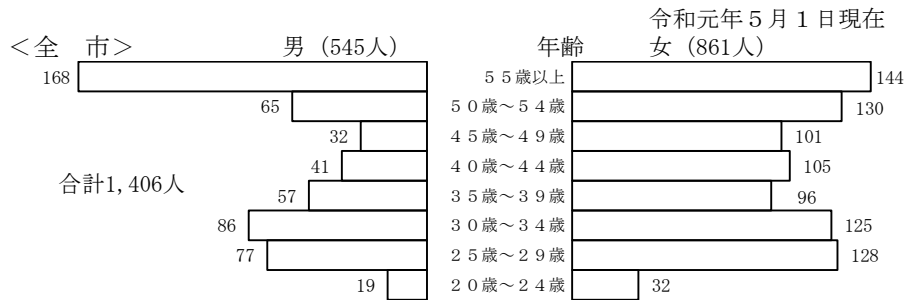 令和元年５月１日現在
＜全　市＞ 男 (545人) 年齢 女 (861人)
168 ５５歳以上 144
65 ５０歳～５４歳 130
32 ４５歳～４９歳 101
41 ４０歳～４４歳 105
合計1,406人
57 ３５歳～３９歳 96
86 ３０歳～３４歳 125
77 ２５歳～２９歳 128
19 ２０歳～２４歳 32